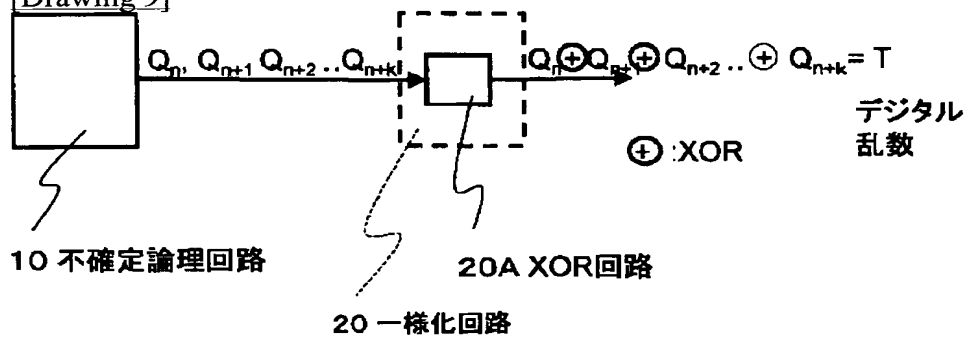 [Drawing 9]
Qn, Qn+1 Qn+2 .. Qn+k
Qn⊕Qn+1⊕ Qn+2 .. ⊕ Qn+k = T
デジタル
乱数
⊕ :XOR
10 不確定論理回路
20A XOR回路
20 一様化回路